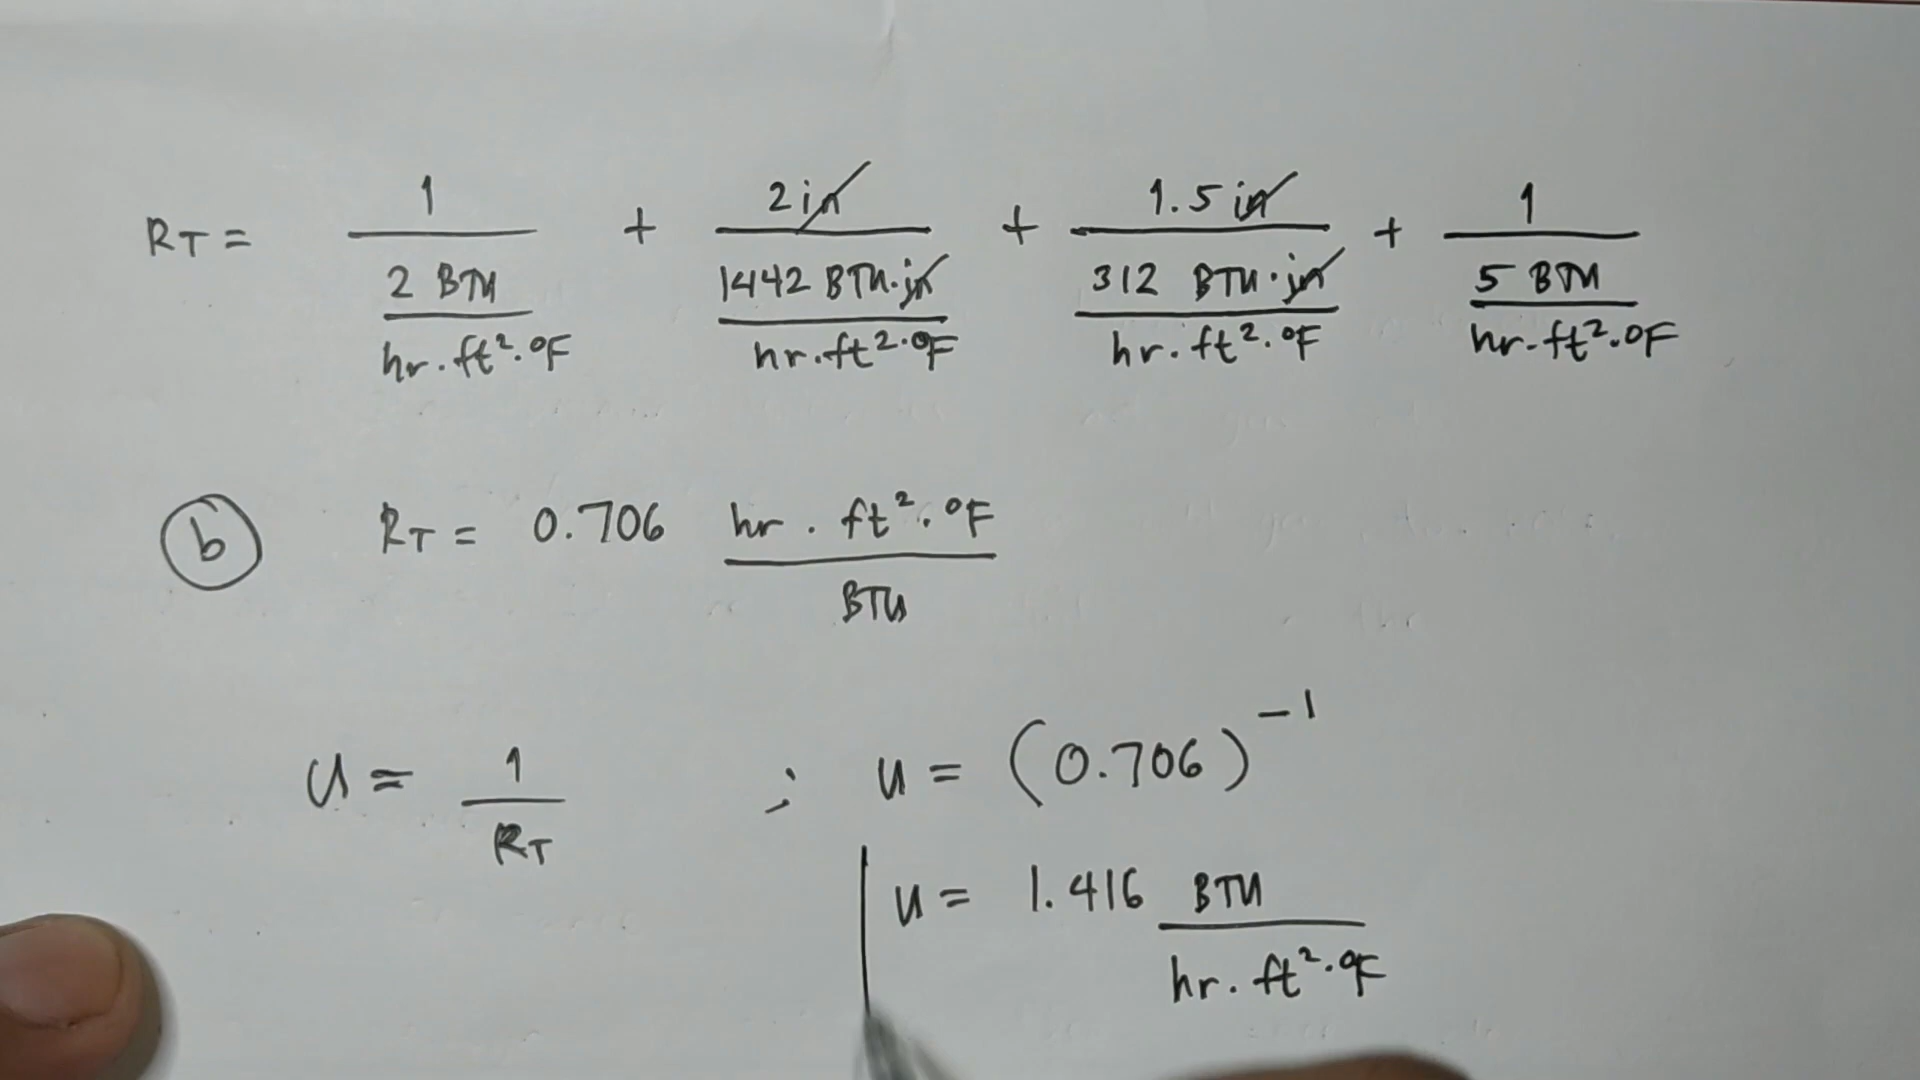 1 2 in 1.5 in 1
RT = + + +
2 BTU 1442 BTU·in 312 BTU·in 5 BTU
hr·ft²·°F hr·ft²·°F hr·ft²·°F hr·ft²·°F
b RT = 0.706 hr·ft²·°F
BTU
U = 1 ; U = (0.706)⁻¹
RT
U = 1.416 BTU
hr·ft²·°F